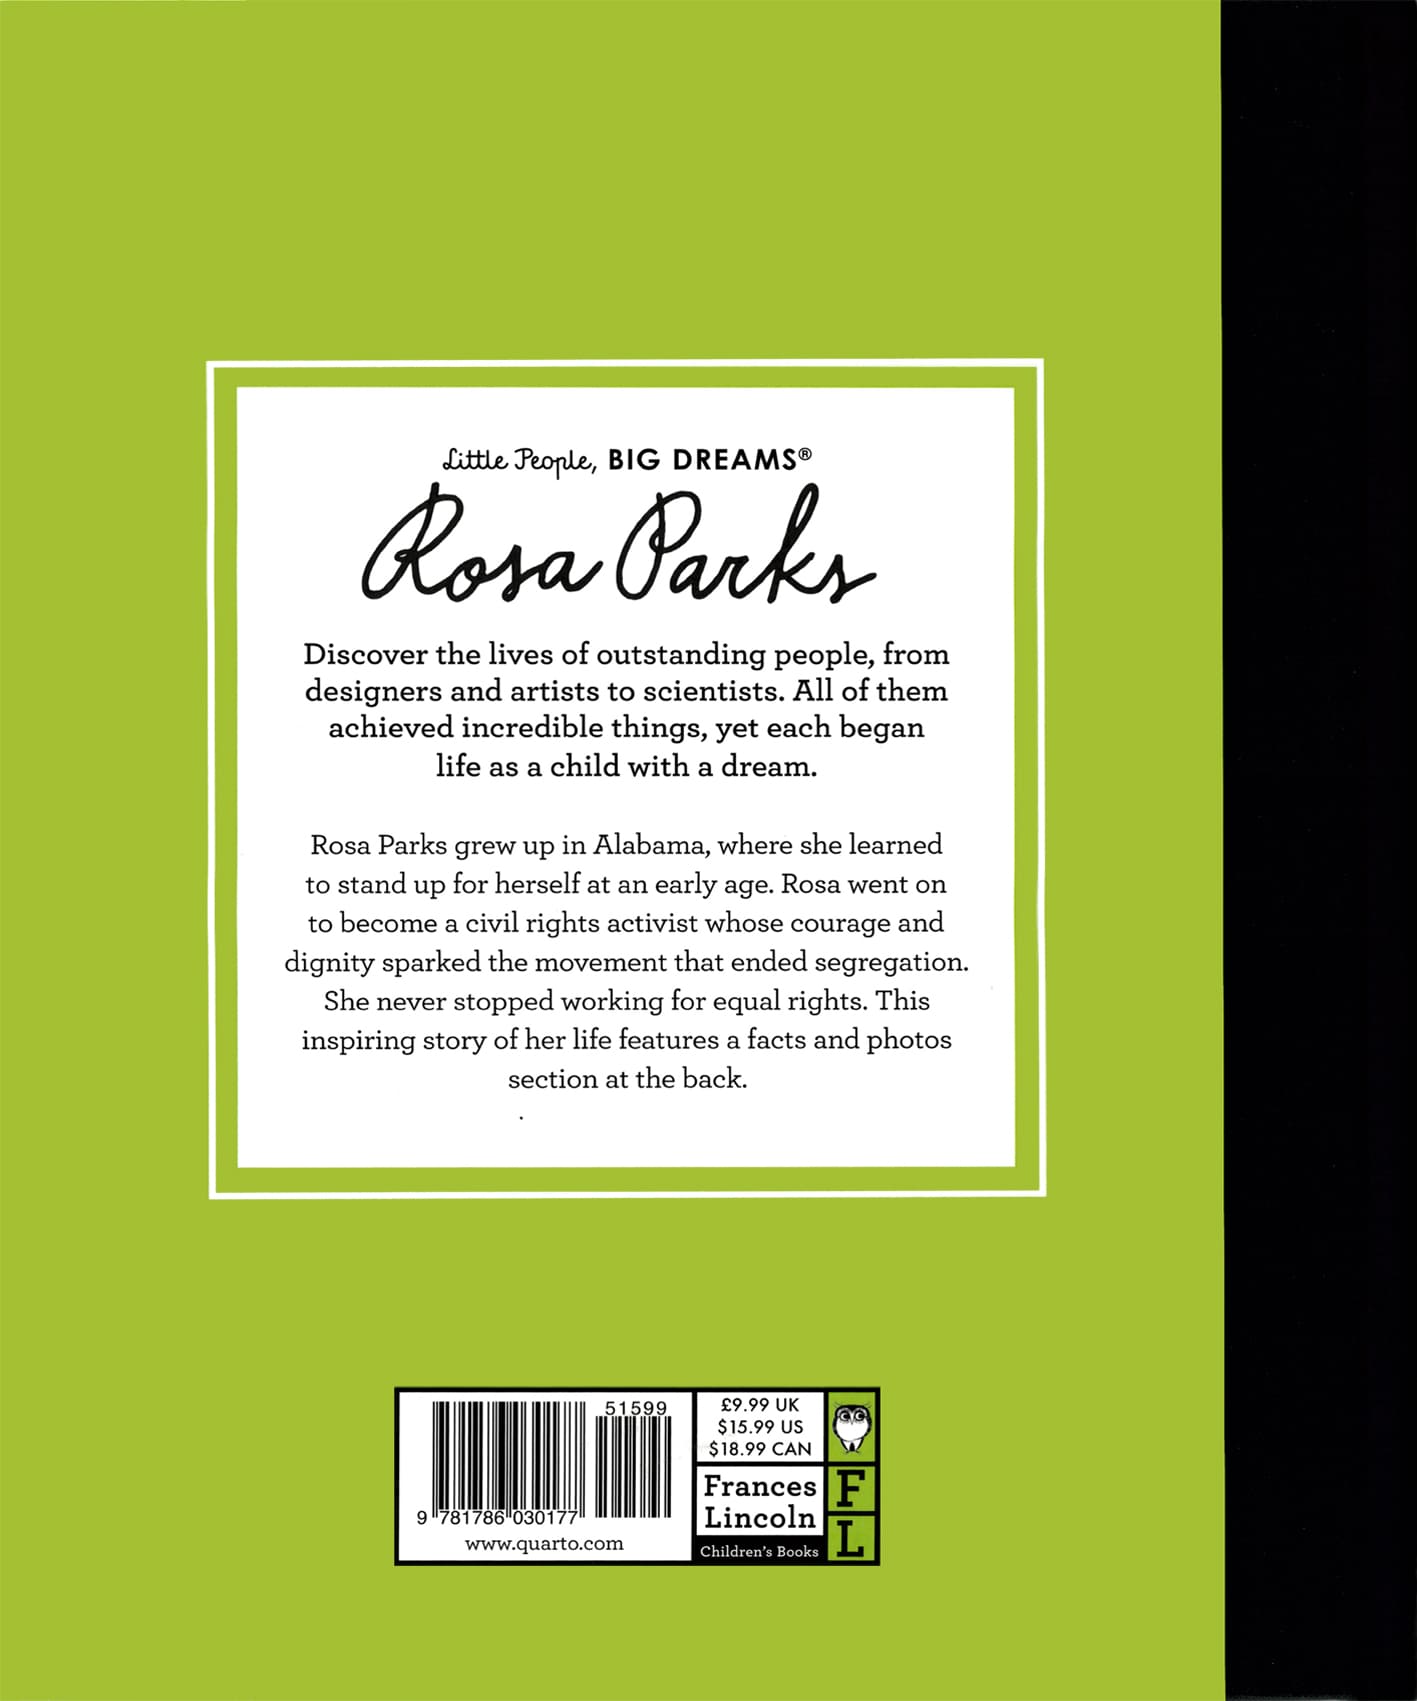 Little People, BIG DREAMS®
Rosa Parks
Discover the lives of outstanding people, from
designers and artists to scientists. All of them
achieved incredible things, yet each began
life as a child with a dream.
Rosa Parks grew up in Alabama, where she learned
to stand up for herself at an early age. Rosa went on
to become a civil rights activist whose courage and
dignity sparked the movement that ended segregation.
She never stopped working for equal rights. This
inspiring story of her life features a facts and photos
section at the back.
51599
9 781786 030177
www.quarto.com
£9.99 UK
$15.99 US
$18.99 CAN
Frances
Lincoln
Children's Books
F
L